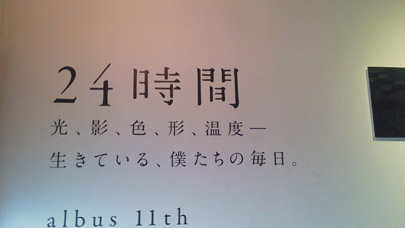 24時間
光、影、色、形、温度―
生きている、僕たちの毎日。
albus 11th